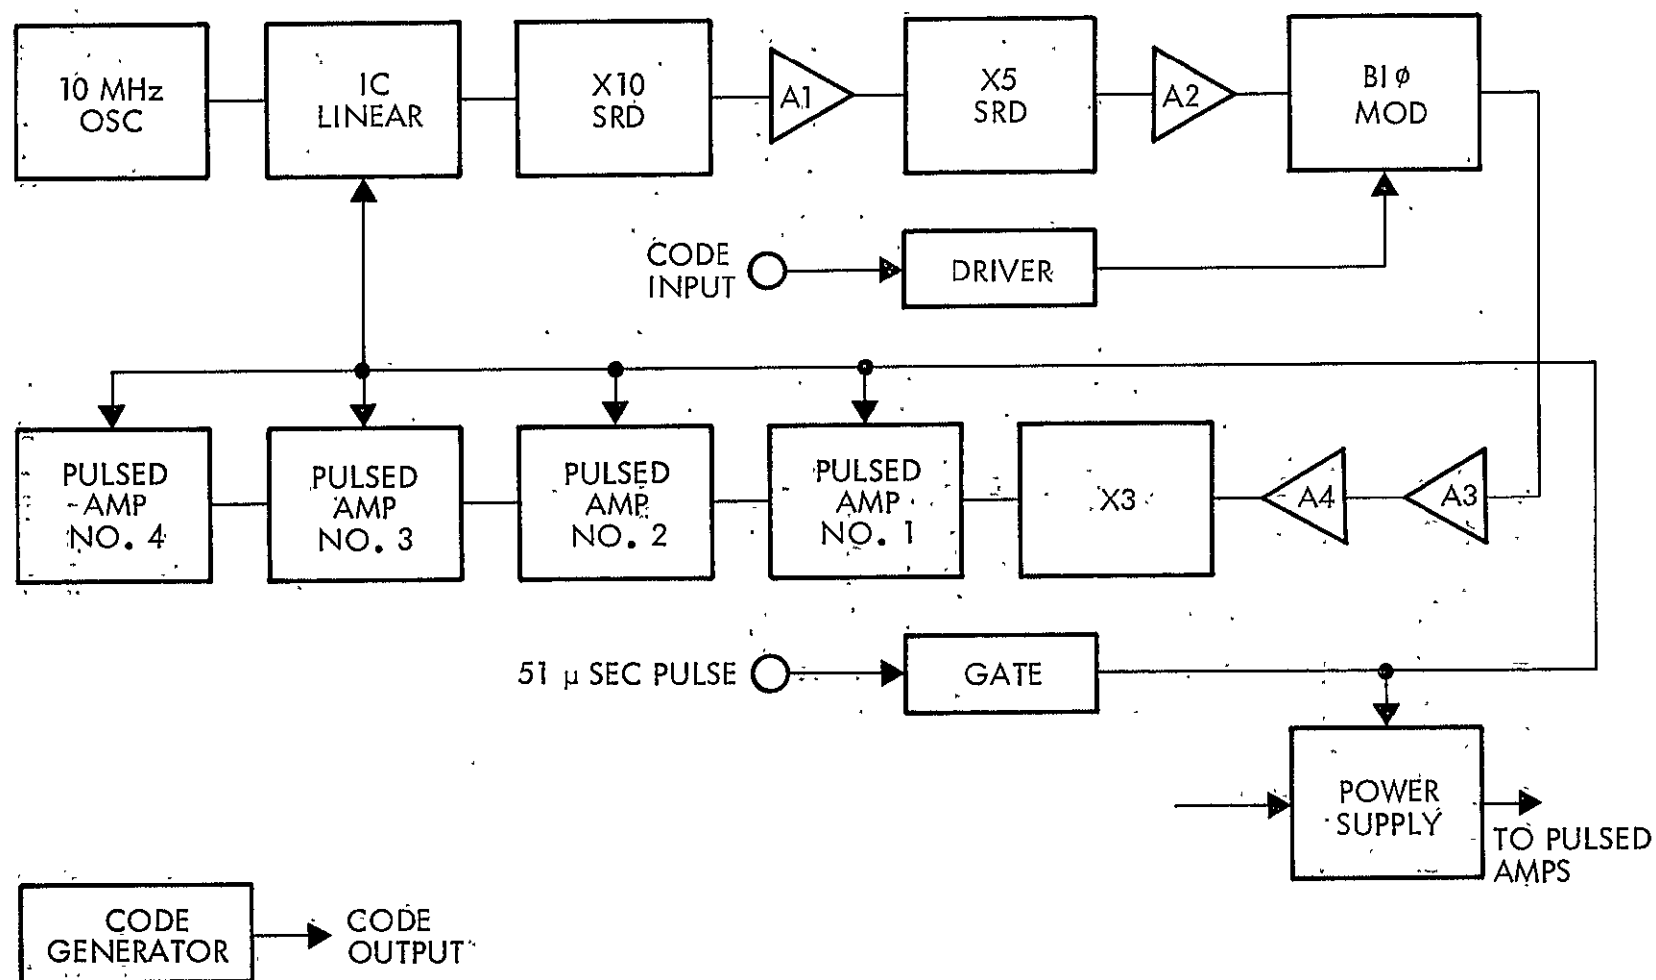 10 MHz
OSC
IC
LINEAR
X10
SRD
A1
X5
SRD
A2
BI φ
MOD
CODE
INPUT
DRIVER
PULSED
AMP
NO. 4
PULSED
AMP
NO. 3
PULSED
AMP
NO. 2
PULSED
AMP
NO. 1
X3
A4
A3
51 μ SEC PULSE
GATE
POWER
SUPPLY
TO PULSED
AMPS
CODE
GENERATOR
CODE
OUTPUT